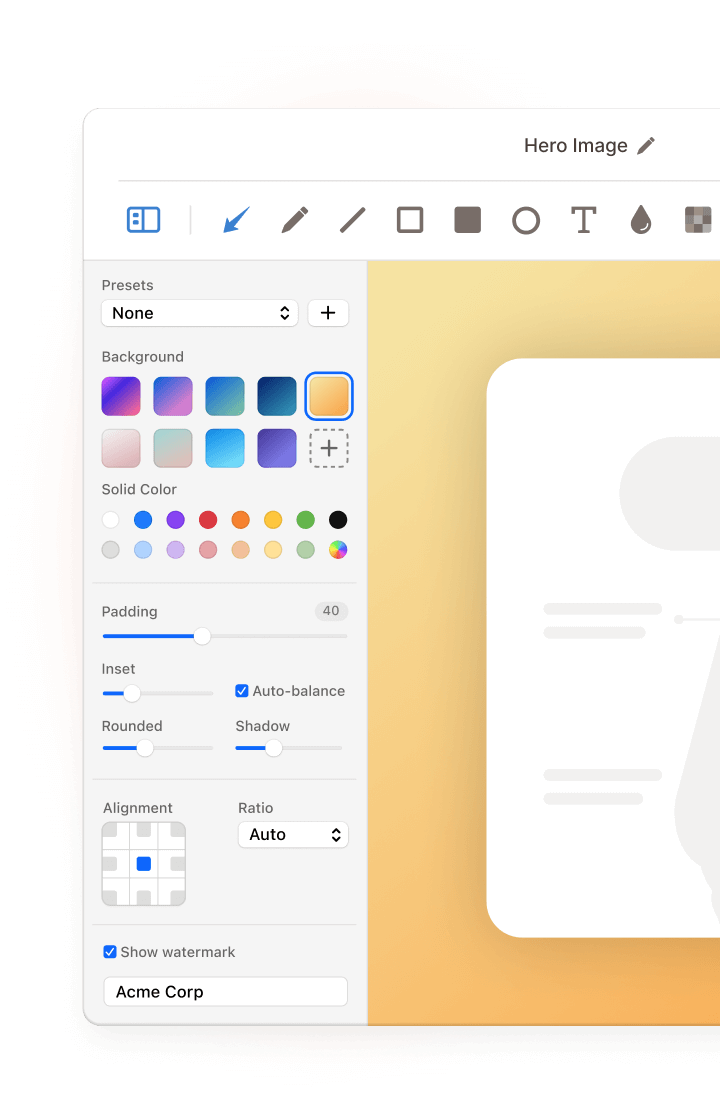 Hero Image
T
Presets
None
Background
Solid Color
Padding
40
Inset
Auto-balance
Rounded
Shadow
Alignment
Ratio
Auto
Show watermark
Acme Corp